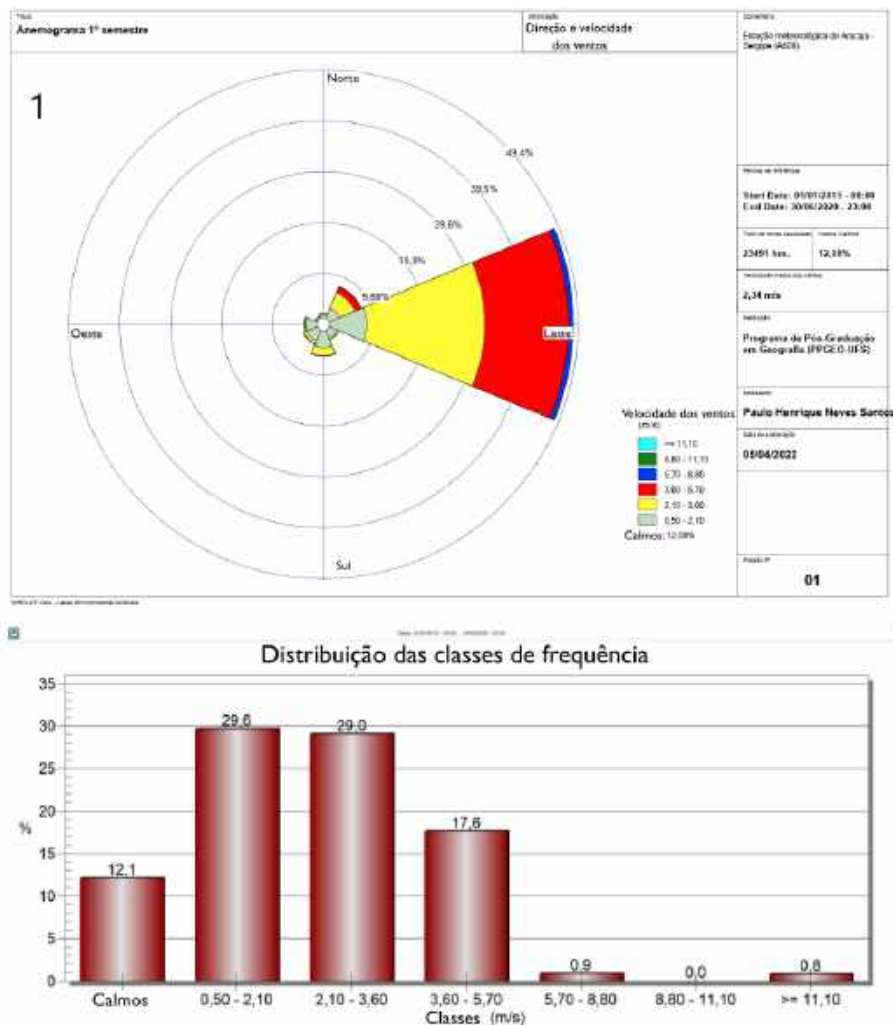 Anemograma 1º semestre
Direção e velocidade
dos ventos
Estação meteorológica de Aracaju -
Sergipe
1
Norte
49,4%
39,5%
29,6%
9,88%
Oeste
Leste
Sul
Velocidade dos ventos
(m/s)
>= 11,10
8,80 - 11,10
5,70 - 8,80
3,60 - 5,70
2,10 - 3,60
0,50 - 2,10
Calmos: 12,08%
Start Date: 01/01/2015 - 00:00
End Date: 30/06/2020 - 23:00
23491 hrs.
12,08%
2,34 m/s
Programa de Pós-Graduação
em Geografia (PPGEO-UFS)
Paulo Henrique Neves Santos
05/04/2022
01
Distribuição das classes de frequência
35
30
25
20
15
10
5
0
%
12,1
29,6
29,0
17,6
0,9
0,0
0,8
Calmos
0,50 - 2,10
2,10 - 3,60
3,60 - 5,70
5,70 - 8,80
8,80 - 11,10
>= 11,10
Classes (m/s)